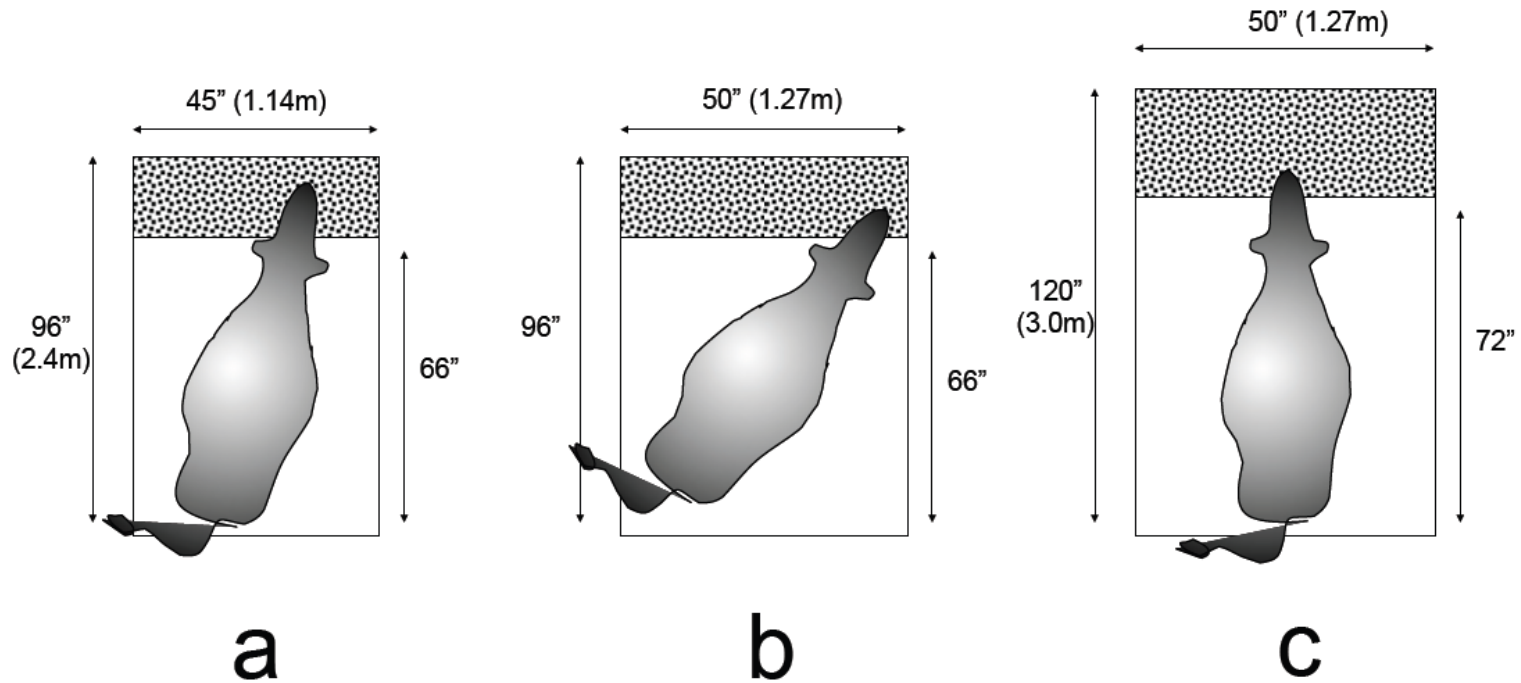 45” (1.14m)
96”
(2.4m)
66”
a
50” (1.27m)
96”
66”
b
50” (1.27m)
120”
(3.0m)
72”
c